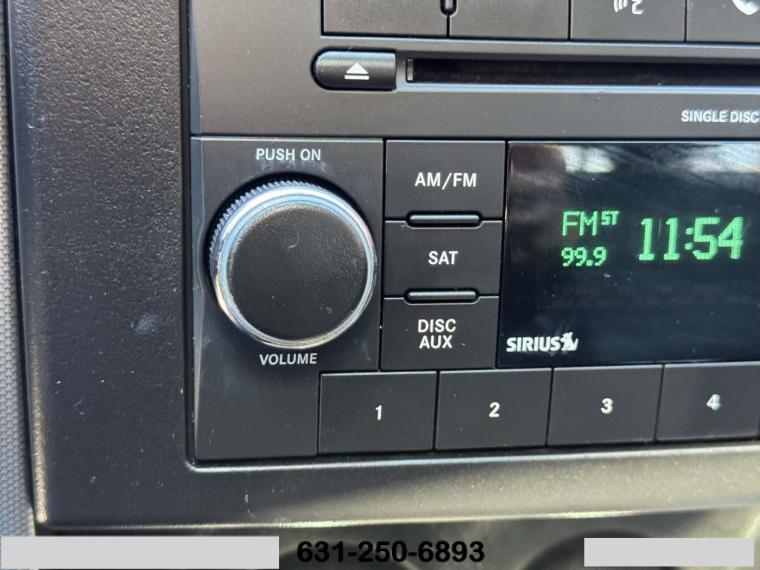 SINGLE DISC
PUSH ON
AM/FM
FM ST
11:54
99.9
SAT
DISC
AUX
SIRIUS
VOLUME
1
2
3
4
631-250-6893